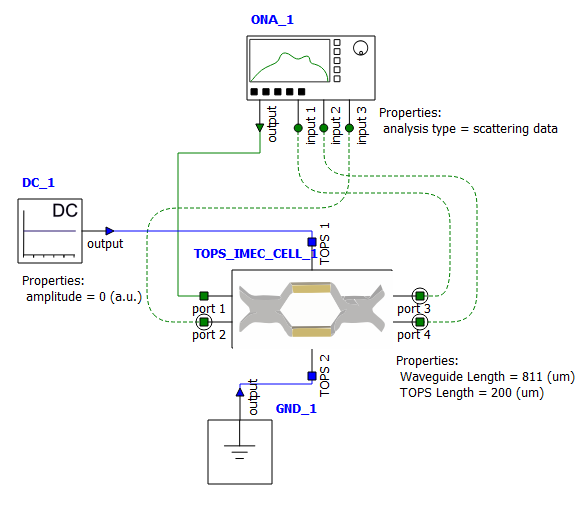 ONA_1
output
input 1
input 2
input 3
Properties:
analysis type = scattering data
DC_1
DC
output
TOPS 1
TOPS_IMEC_CELL_1
Properties:
amplitude = 0 (a.u.)
port 1
port 3
port 2
port 4
Properties:
Waveguide Length = 811 (um)
TOPS Length = 200 (um)
TOPS 2
output
GND_1